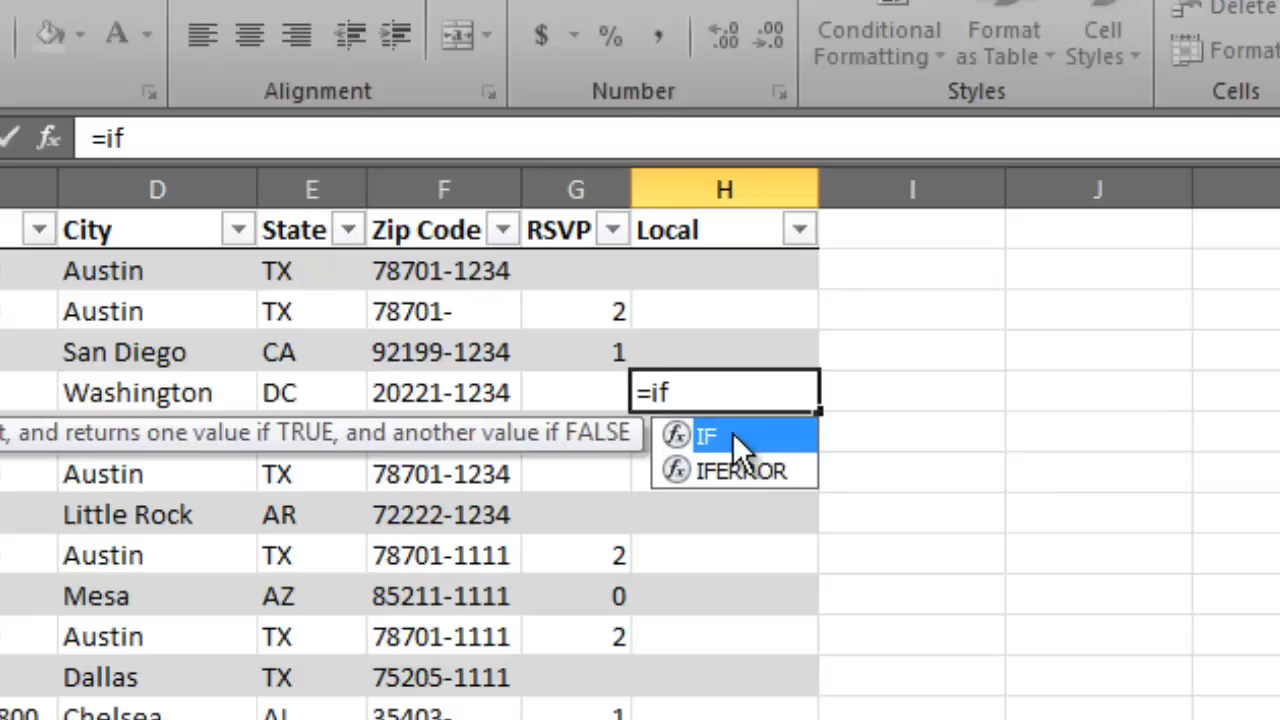 Delete
Conditional Format Cell
Formatting as Table Styles
Format
$ % , .00 .00
Alignment Number Styles Cells
fx =if
D E F G H I J
City State Zip Code RSVP Local
Austin TX 78701-1234
Austin TX 78701- 2
San Diego CA 92199-1234 1
Washington DC 20221-1234 =if
and returns one value if TRUE, and another value if FALSE
IF
IFERROR
Austin TX 78701-1234
Little Rock AR 72222-1234
Austin TX 78701-1111 2
Mesa AZ 85211-1111 0
Austin TX 78701-1111 2
Dallas TX 75205-1111
800 Chelsea AL 35403- 1